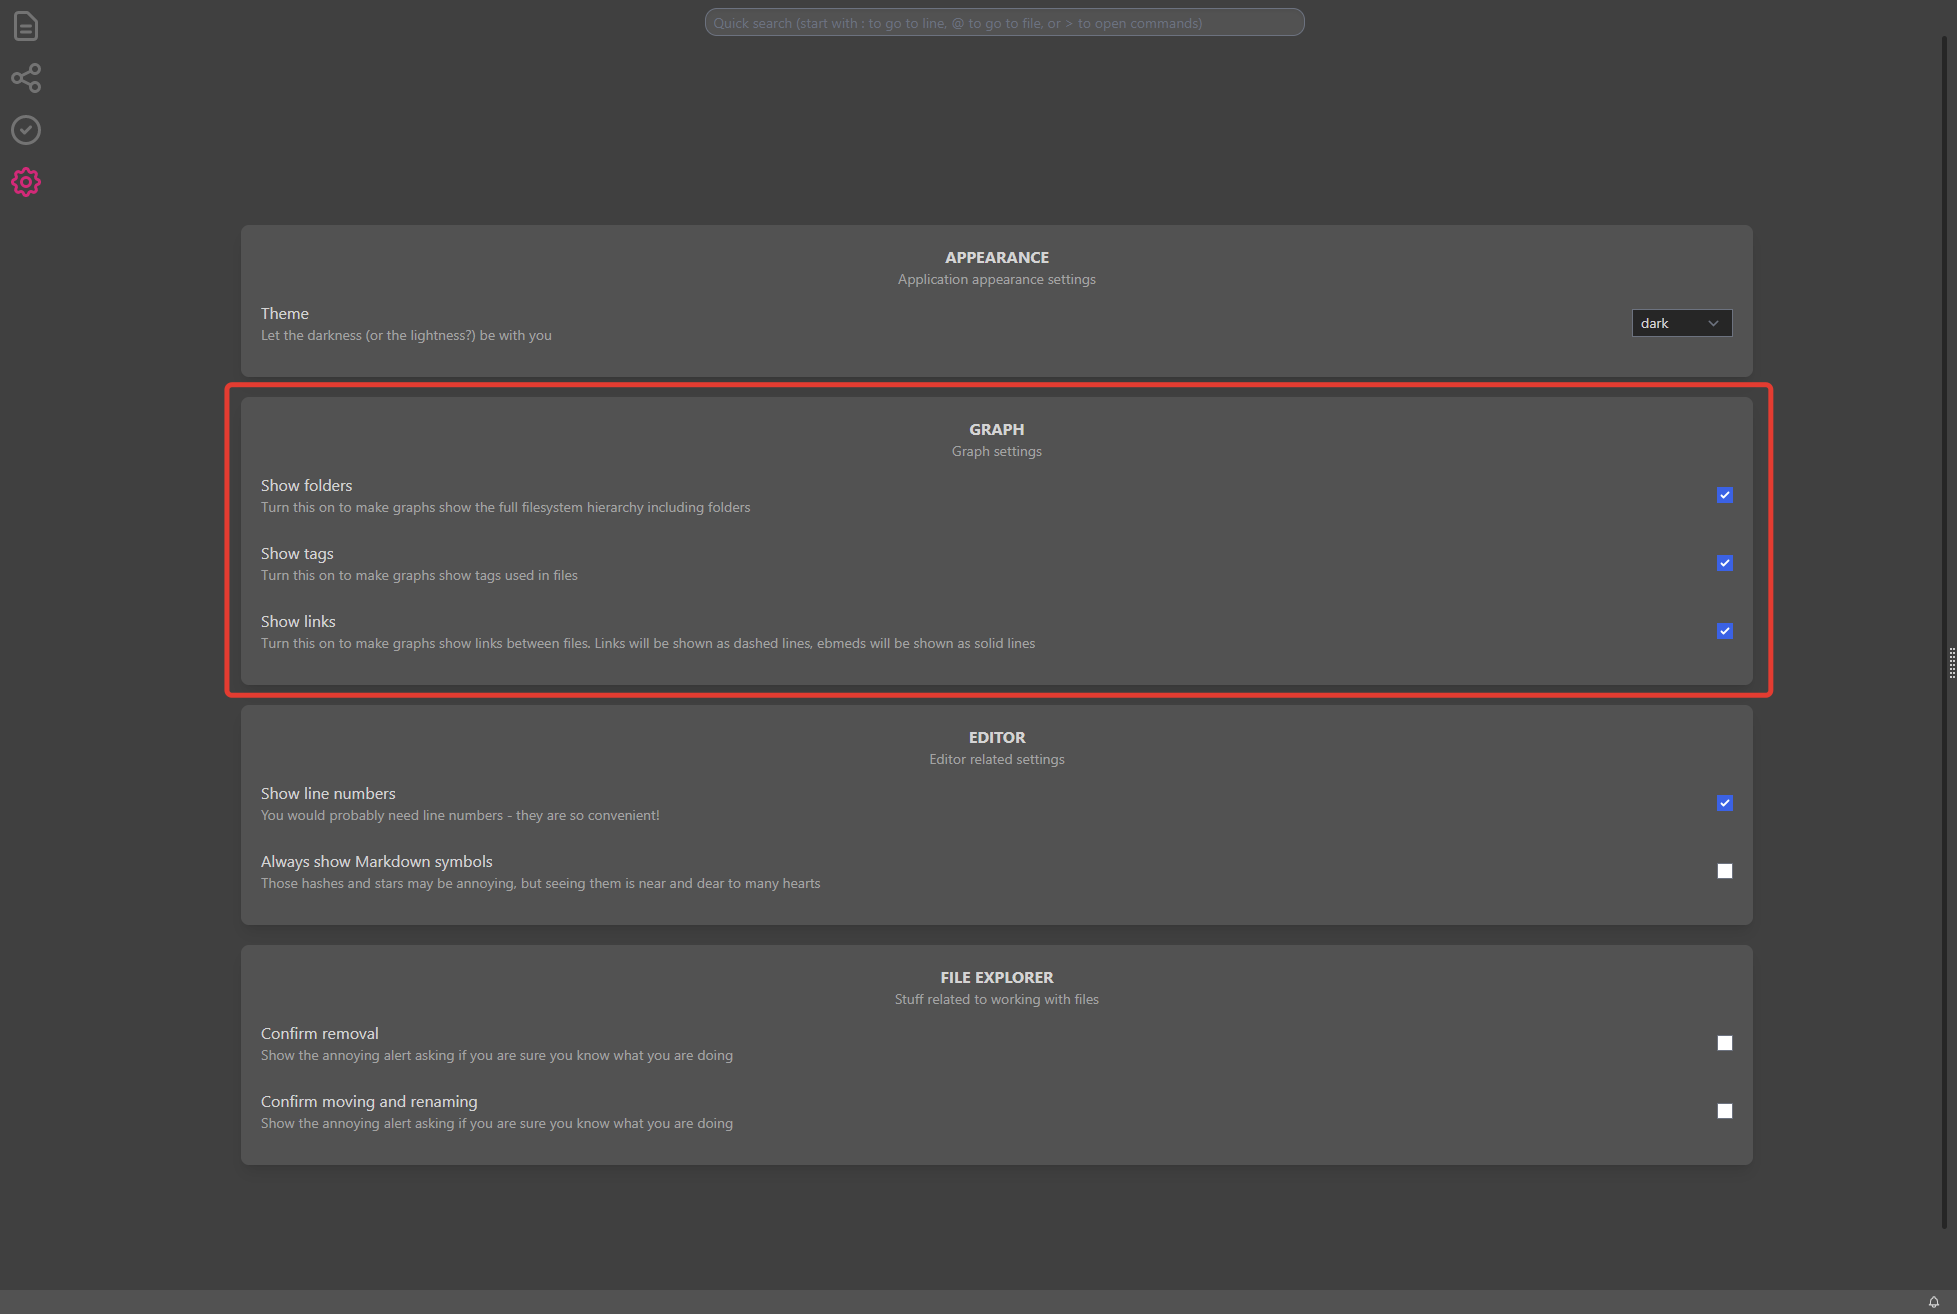 Quick search (start with : to go to line, @ to go to file, or > to open commands)
APPEARANCE
Application appearance settings
Theme
Let the darkness (or the lightness?) be with you
dark
GRAPH
Graph settings
Show folders
Turn this on to make graphs show the full filesystem hierarchy including folders
Show tags
Turn this on to make graphs show tags used in files
Show links
Turn this on to make graphs show links between files. Links will be shown as dashed lines, ebmeds will be shown as solid lines
EDITOR
Editor related settings
Show line numbers
You would probably need line numbers - they are so convenient!
Always show Markdown symbols
Those hashes and stars may be annoying, but seeing them is near and dear to many hearts
FILE EXPLORER
Stuff related to working with files
Confirm removal
Show the annoying alert asking if you are sure you know what you are doing
Confirm moving and renaming
Show the annoying alert asking if you are sure you know what you are doing